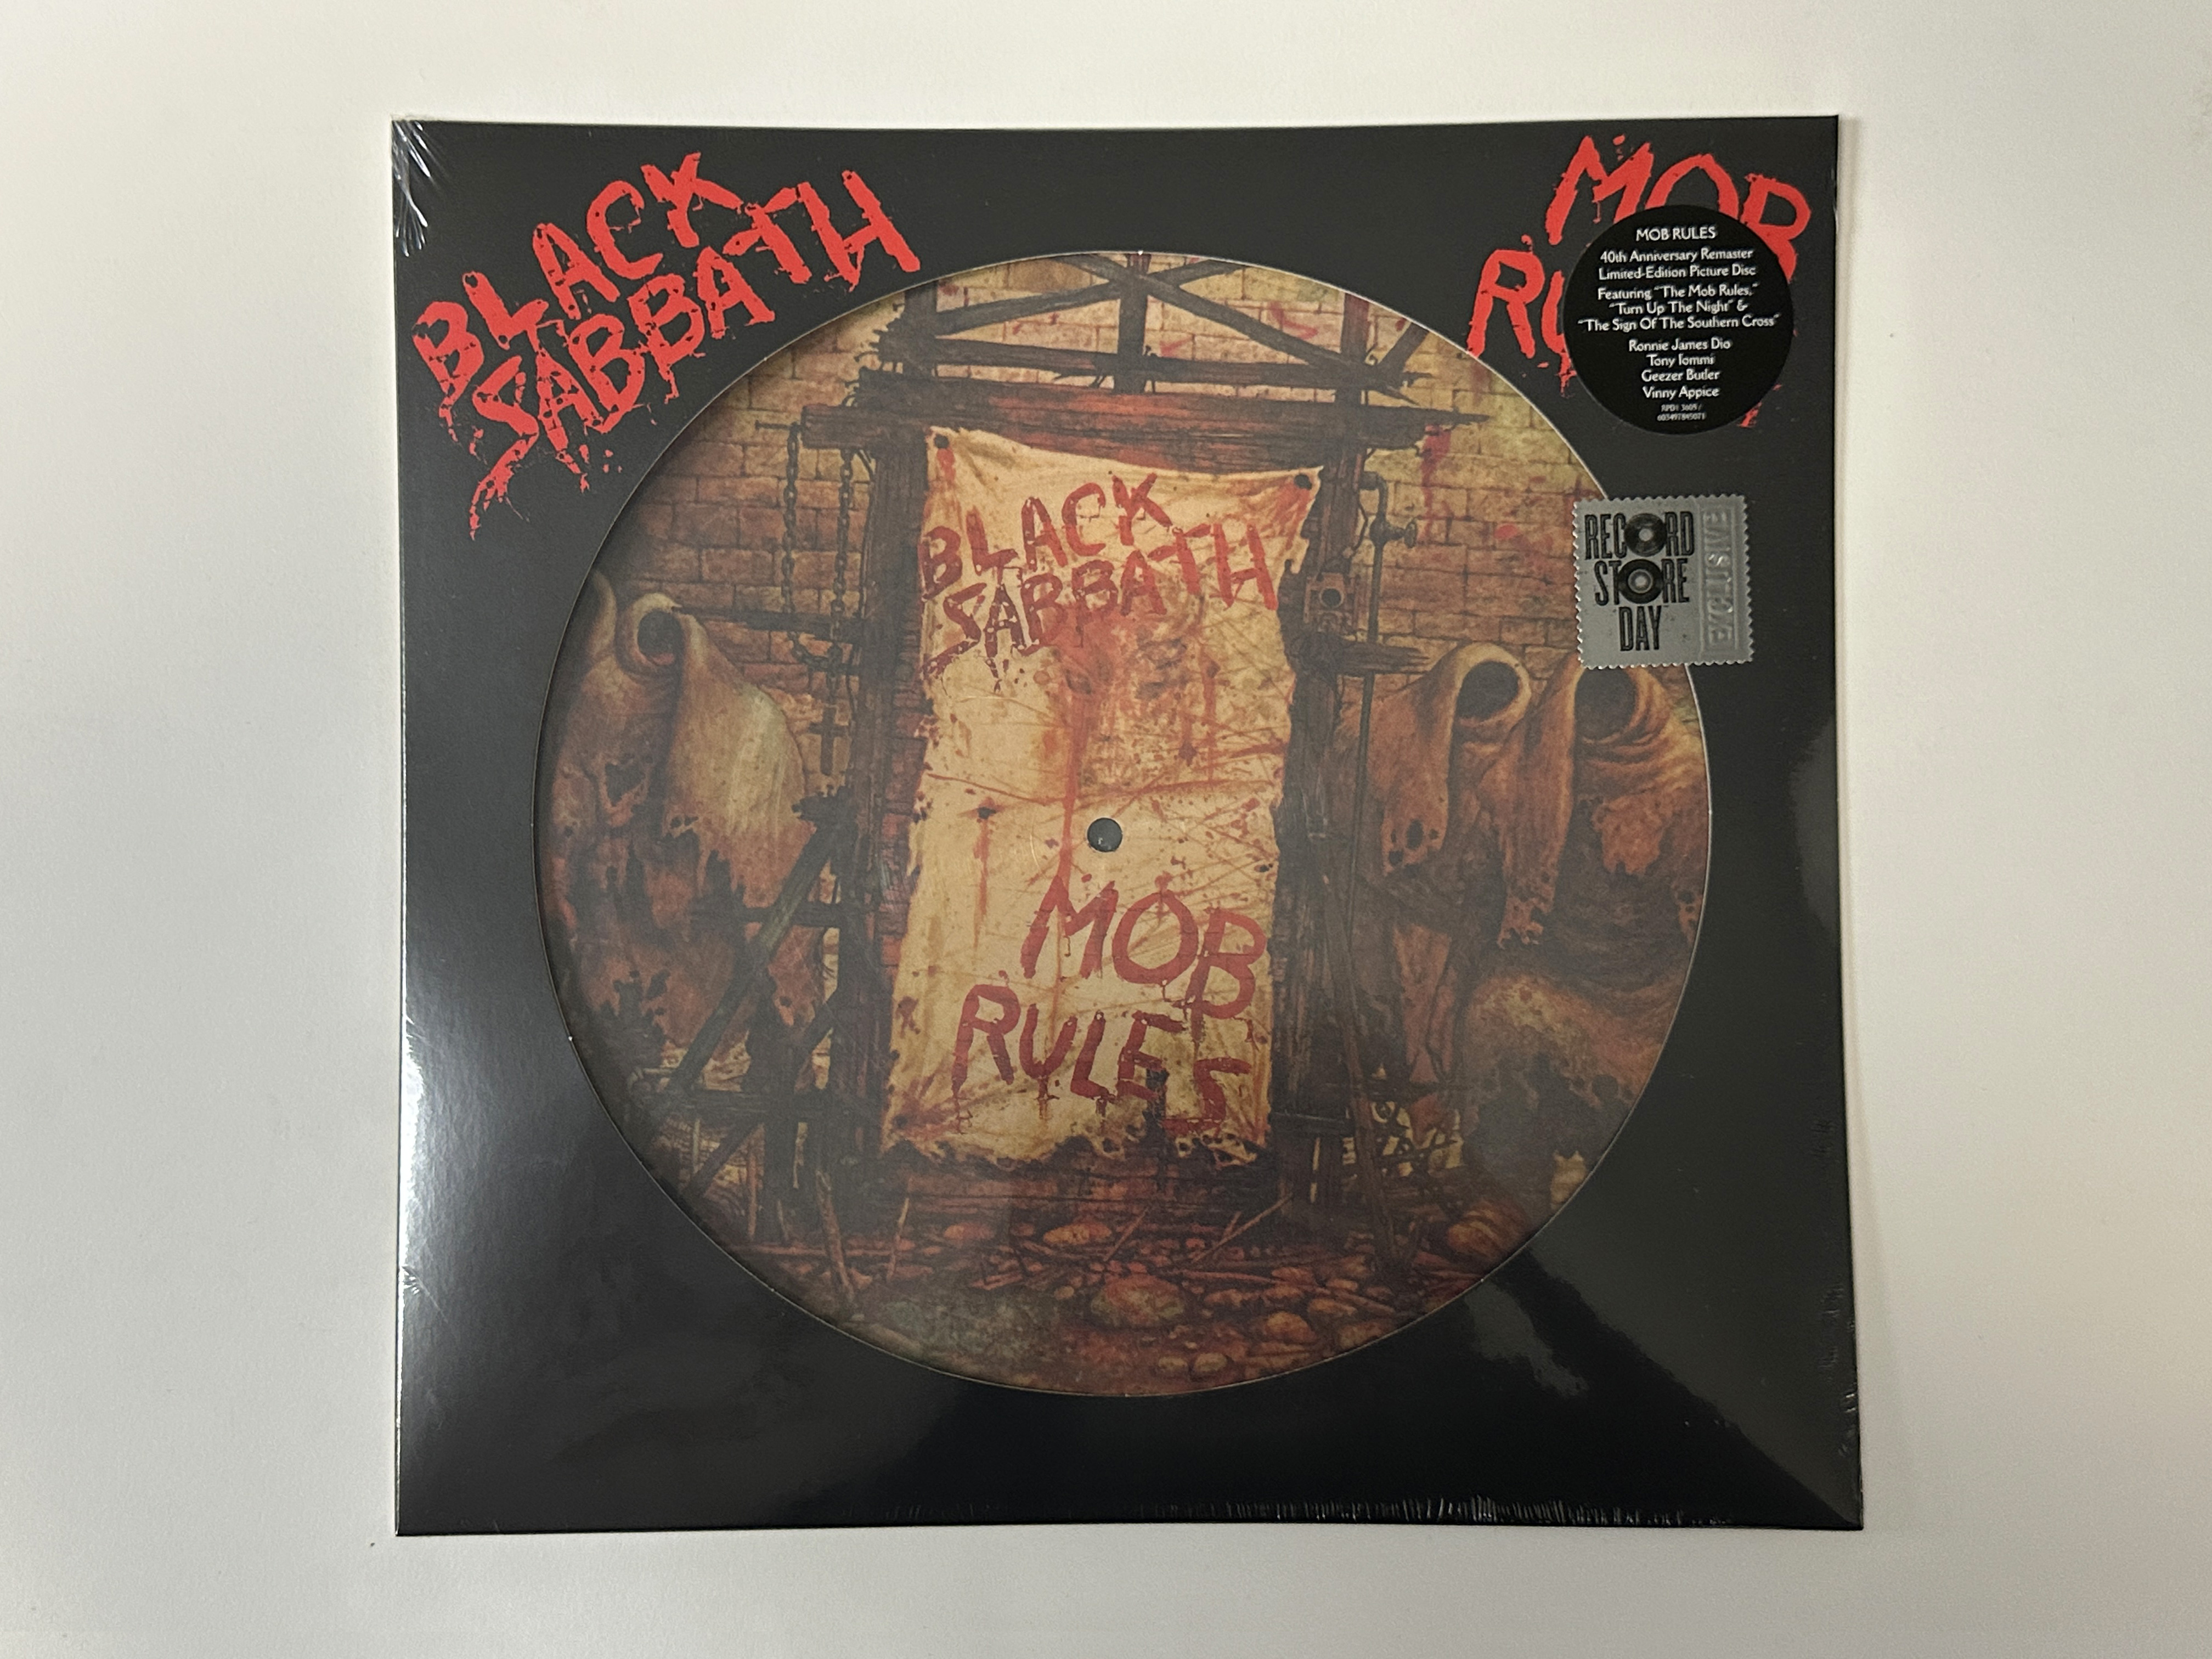 BLACK
SABBATH
MOB
MOB RULES
40th Anniversary Remaster
Limited-Edition Picture Disc
Featuring "The Mob Rules,"
"Turn Up The Night" &
"The Sign Of The Southern Cross"
Ronnie James Dio
Tony Iommi
Geezer Butler
Vinny Appice
RECORD
STORE
DAY
EXCLUSIVE
BLACK
SABBATH
MOB
RULES